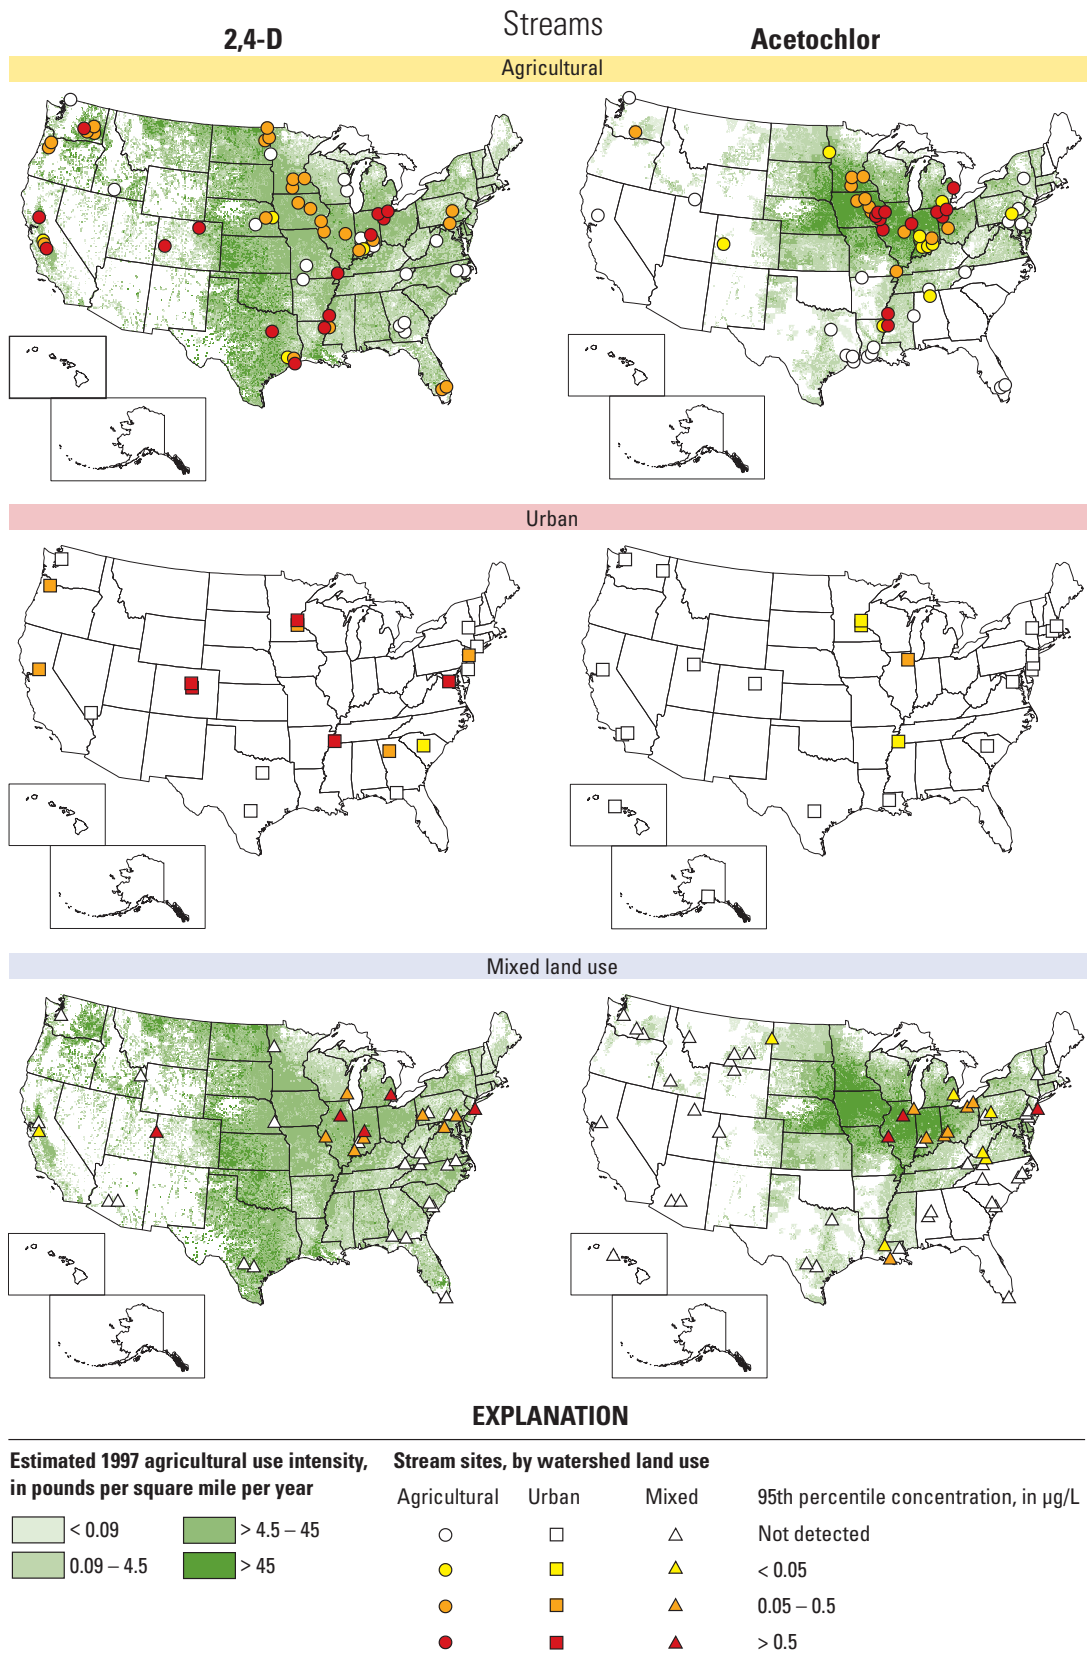 Streams
2,4-D
Acetochlor
Agricultural
Urban
Mixed land use
EXPLANATION
Estimated 1997 agricultural use intensity,
in pounds per square mile per year
< 0.09
> 4.5 – 45
0.09 – 4.5
> 45
Stream sites, by watershed land use
Agricultural Urban Mixed 95th percentile concentration, in µg/L
Not detected
< 0.05
0.05 – 0.5
> 0.5